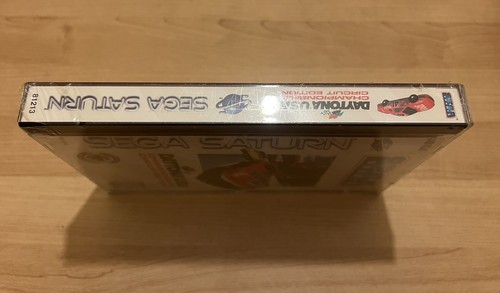 81213
SEGA SATURN
DAYTONA USA
CHAMPIONSHIP
CIRCUIT EDITION
SEGA
SEGA SATURN